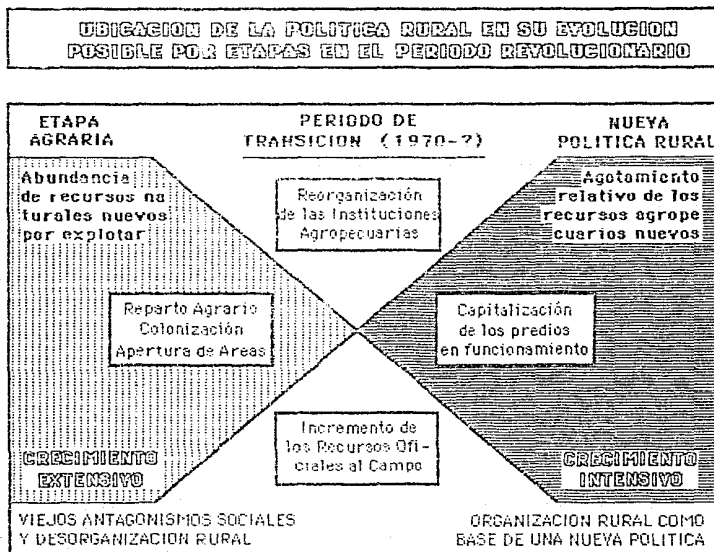 UBICACION DE LA POLITICA RURAL EN SU EVOLUCION
POSIBLE POR ETAPAS EN EL PERIODO REVOLUCIONARIO
ETAPA
AGRARIA
PERIODO DE
TRANSICION (1970-?)
NUEVA
POLITICA RURAL
Abundancia
de recursos na
turales nuevos
por explotar
Reorganización
de las Instituciones
Agropecuarias
Agotamiento
relativo de los
recursos agrope
cuarios nuevos
Reparto Agrario
Colonización
Apertura de Areas
Capitalización
de los predios
en funcionamiento
Incremento de
los Recursos Ofi-
ciales al Campo
CRECIMIENTO
EXTENSIVO
CRECIMIENTO
INTENSIVO
VIEJOS ANTAGONISMOS SOCIALES
Y DESORGANIZACION RURAL
ORGANIZACION RURAL COMO
BASE DE UNA NUEVA POLITICA